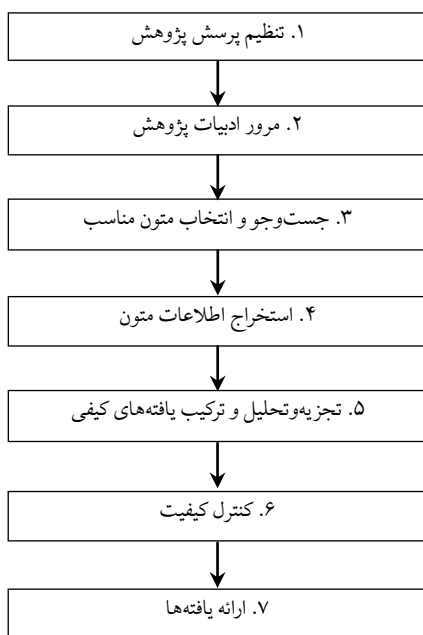 ۱. تنظیم پرسش پژوهش
۲. مرور ادبیات پژوهش
۳. جست‌وجو و انتخاب متون مناسب
۴. استخراج اطلاعات متون
۵. تجزیه‌وتحلیل و ترکیب یافته‌های کیفی
۶. کنترل کیفیت
۷. ارائه یافته‌ها